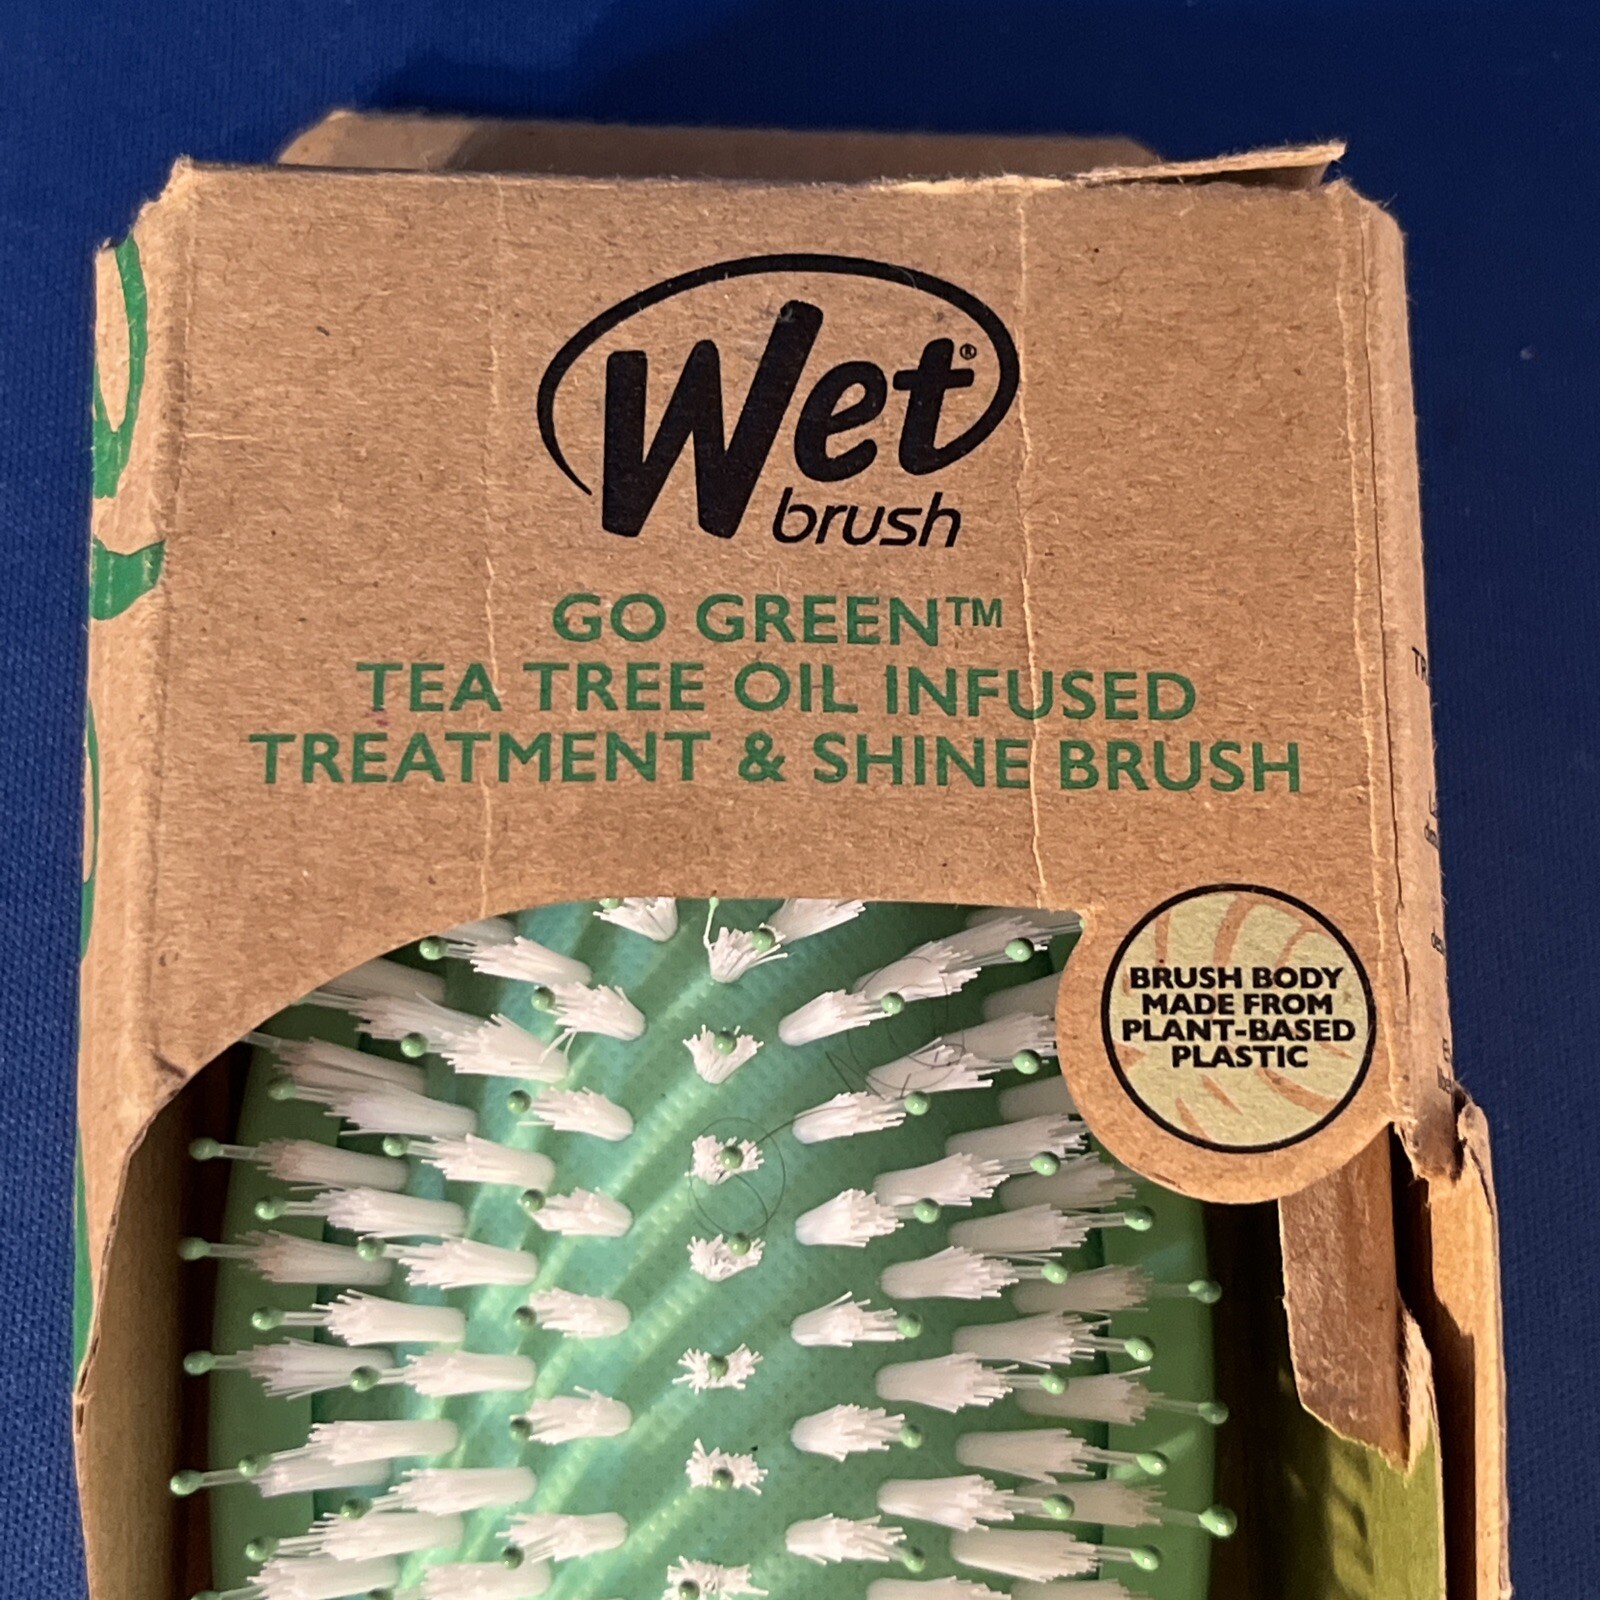 Wet®
brush
GO GREEN™
TEA TREE OIL INFUSED
TREATMENT & SHINE BRUSH
BRUSH BODY
MADE FROM
PLANT-BASED
PLASTIC